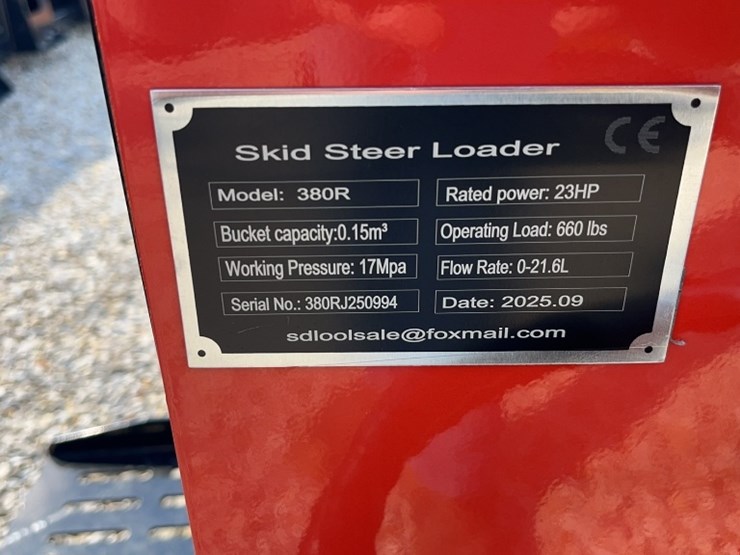 CE
Skid Steer Loader
Model: 380R
Rated power: 23HP
Bucket capacity:0.15m³
Operating Load: 660 lbs
Working Pressure: 17Mpa
Flow Rate: 0-21.6L
Serial No.: 380RJ250994
Date: 2025.09
sdloolsale@foxmail.com